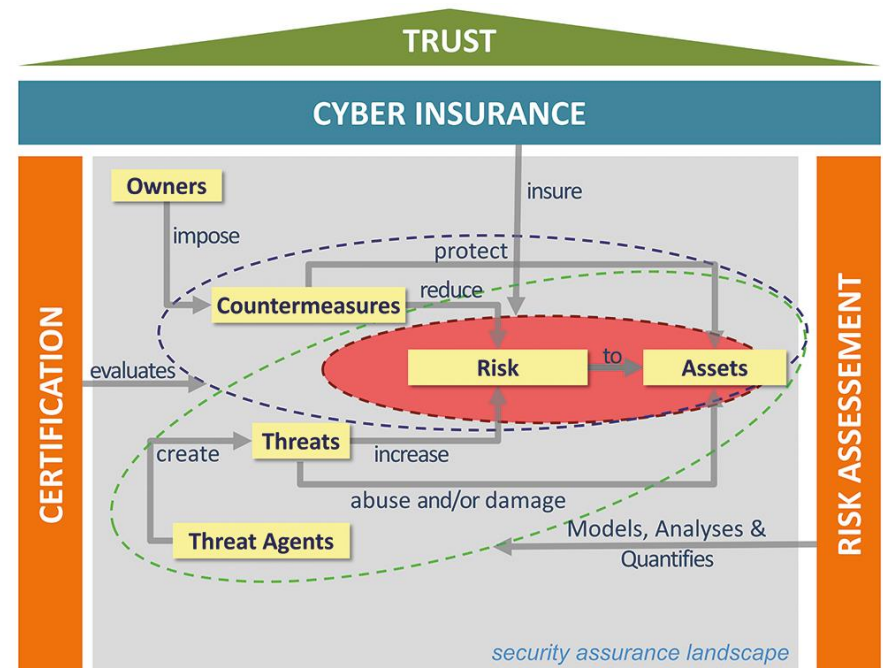 TRUST
CYBER INSURANCE
CERTIFICATION
RISK ASSESSEMENT
Owners
insure
impose
protect
Countermeasures
reduce
evaluates
Risk
to
Assets
Threats
create
increase
abuse and/or damage
Threat Agents
Models, Analyses &
Quantifies
security assurance landscape